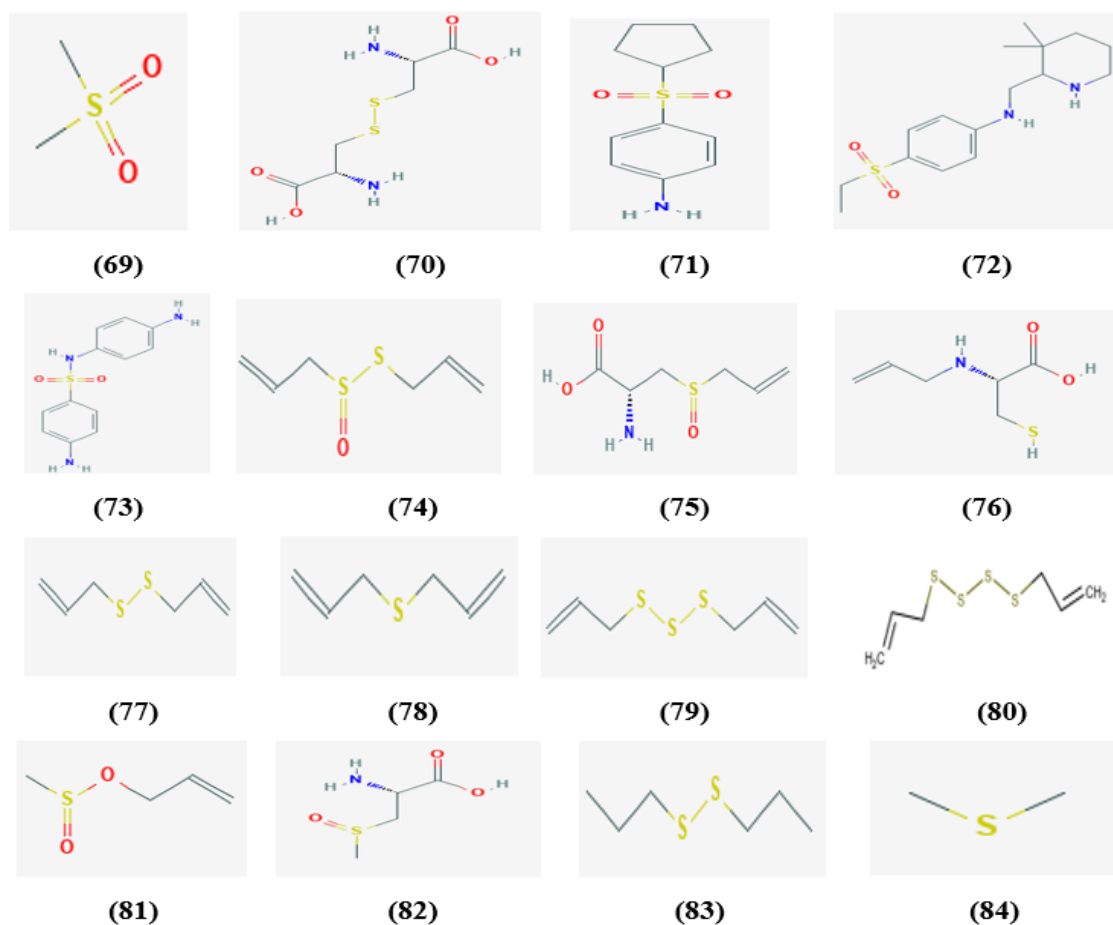 O
S
O
H
N
H
O
O
H
S
S
O
H
O
N
H
H
O
S
O
H
N
H
N
H
N
H
O
S
O
(69)
(70)
(71)
(72)
H
N
H
H
N
O
S
O
N
H
H
S
S
O
O
H
O
S
O
N
H
H
H
N
O
O
H
S
H
(73)
(74)
(75)
(76)
S
S
S
S
S
S
S
S
S
S
CH2
H2C
(77)
(78)
(79)
(80)
O
S
O
H
N
H
O
O
H
O
S
S
S
S
(81)
(82)
(83)
(84)